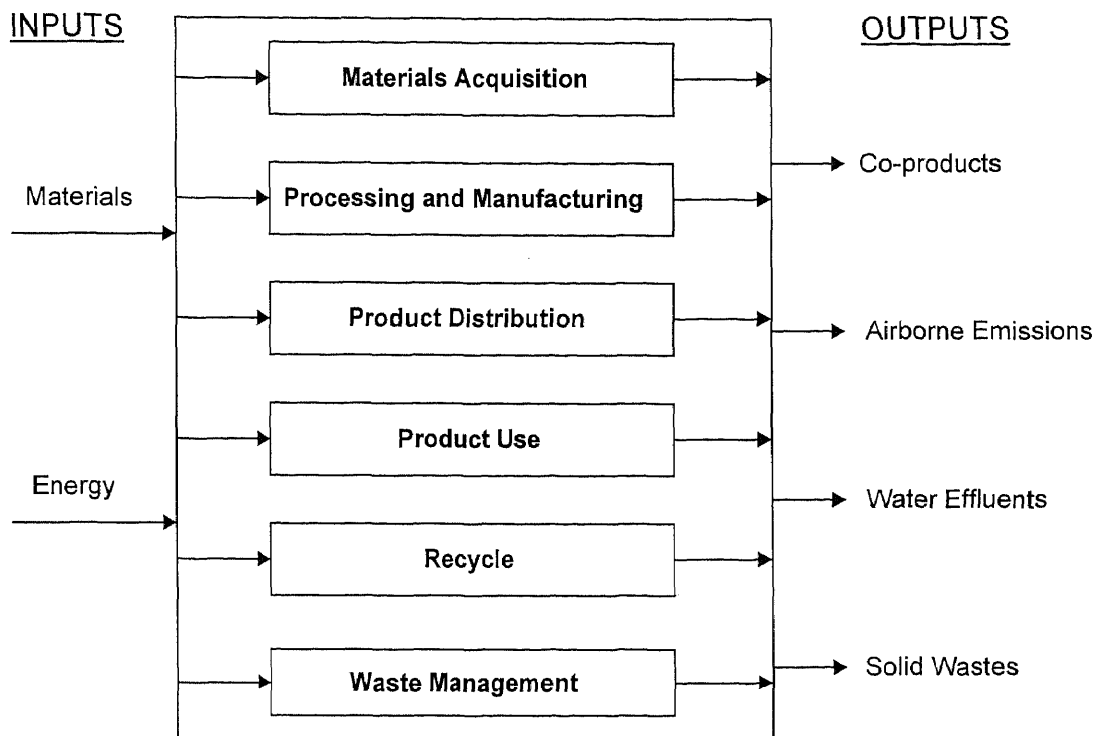 INPUTS
OUTPUTS
Materials Acquisition
Co-products
Materials
Processing and Manufacturing
Product Distribution
Airborne Emissions
Product Use
Energy
Water Effluents
Recycle
Solid Wastes
Waste Management